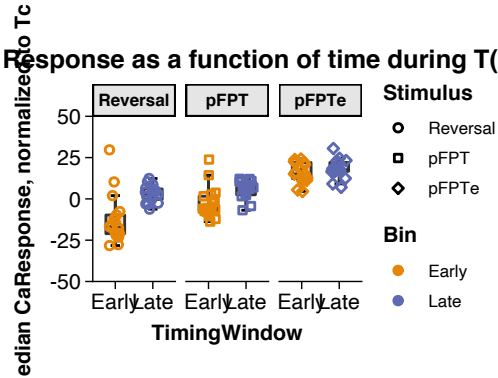 Response as a function of time during T(
edian CaResponse, normalized to Tc
Reversal
pFPT
pFPTe
50
25
0
-25
-50
Early Late
Early Late
Early Late
TimingWindow
Stimulus
Reversal
pFPT
pFPTe
Bin
Early
Late